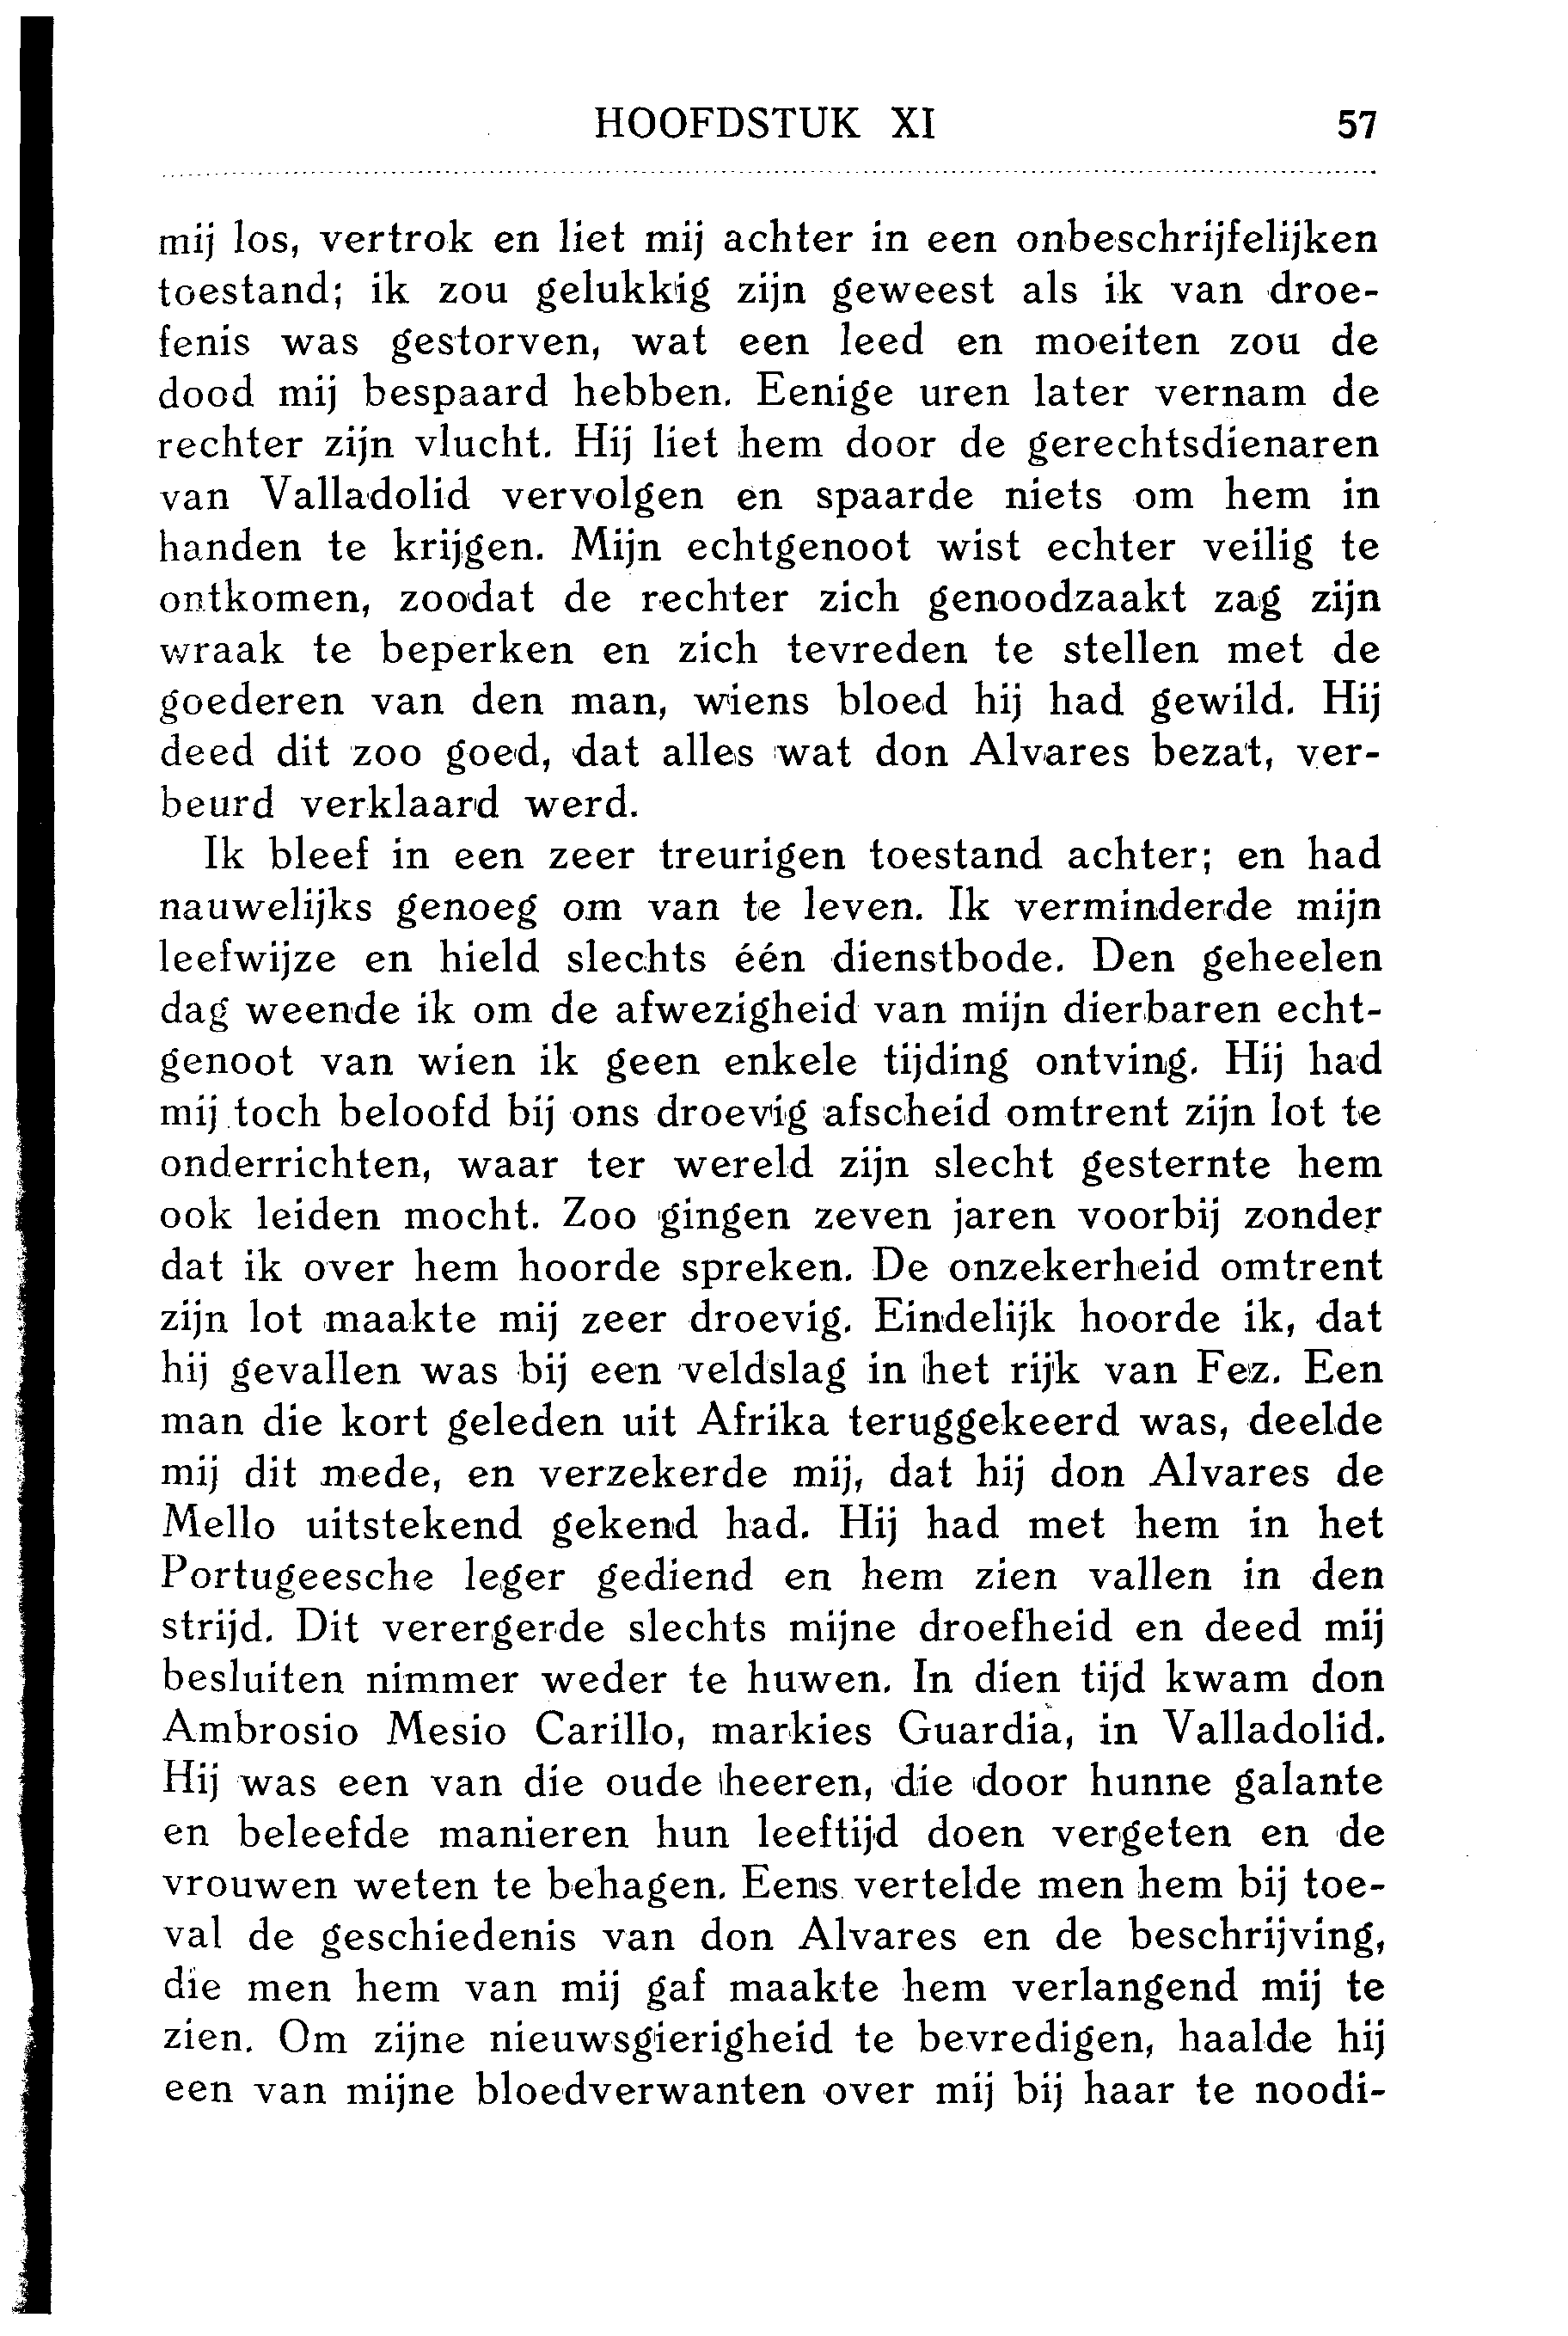 HOOFDSTUK XI 57
mij los, vertrok en liet mij achter in een onbeschrijfelijken
toestand; ik zou gelukkig zijn geweest als ik van droe-
fenis was gestorven, wat een leed en moeiten zou de
dood mij bespaard hebben. Eenige uren later vernam de
rechter zijn vlucht. Hij liet hem door de gerechtsdienaren
van Valladolid vervolgen en spaarde niets om hem in
handen te krijgen. Mijn echtgenoot wist echter veilig te
ontkomen, zoodat de rechter zich genoodzaakt zag zijn
wraak te beperken en zich tevreden te stellen met de
goederen van den man, wiens bloed hij had gewild. Hij
deed dit zoo goed, dat alles wat don Alvares bezat, ver-
beurd verklaard werd.
Ik bleef in een zeer treurigen toestand achter; en had
nauwelijks genoeg om van te leven. Ik verminderde mijn
leefwijze en hield slechts één dienstbode. Den geheelen
dag weende ik om de afwezigheid van mijn dierbaren echt-
genoot van wien ik geen enkele tijding ontving. Hij had
mij toch beloofd bij ons droevig afscheid omtrent zijn lot te
onderrichten, waar ter wereld zijn slecht gesternte hem
ook leiden mocht. Zoo gingen zeven jaren voorbij zonder
dat ik over hem hoorde spreken. De onzekerheid omtrent
zijn lot maakte mij zeer droevig. Eindelijk hoorde ik, dat
hij gevallen was bij een veldslag in het rijk van Fez. Een
man die kort geleden uit Afrika teruggekeerd was, deelde
mij dit mede, en verzekerde mij, dat hij don Alvares de
Mello uitstekend gekend had. Hij had met hem in het
Portugeesche leger gediend en hem zien vallen in den
strijd. Dit verergerde slechts mijne droefheid en deed mij
besluiten nimmer weder te huwen. In dien tijd kwam don
Ambrosio Mesio Carillo, markies Guardia, in Valladolid.
Hij was een van die oude heeren, die door hunne galante
en beleefde manieren hun leeftijd doen vergeten en de
vrouwen weten te behagen. Eens vertelde men hem bij toe-
val de geschiedenis van don Alvares en de beschrijving,
die men hem van mij gaf maakte hem verlangend mij te
zien. Om zijne nieuwsgierigheid te bevredigen, haalde hij
een van mijne bloedverwanten over mij bij haar te noodi-